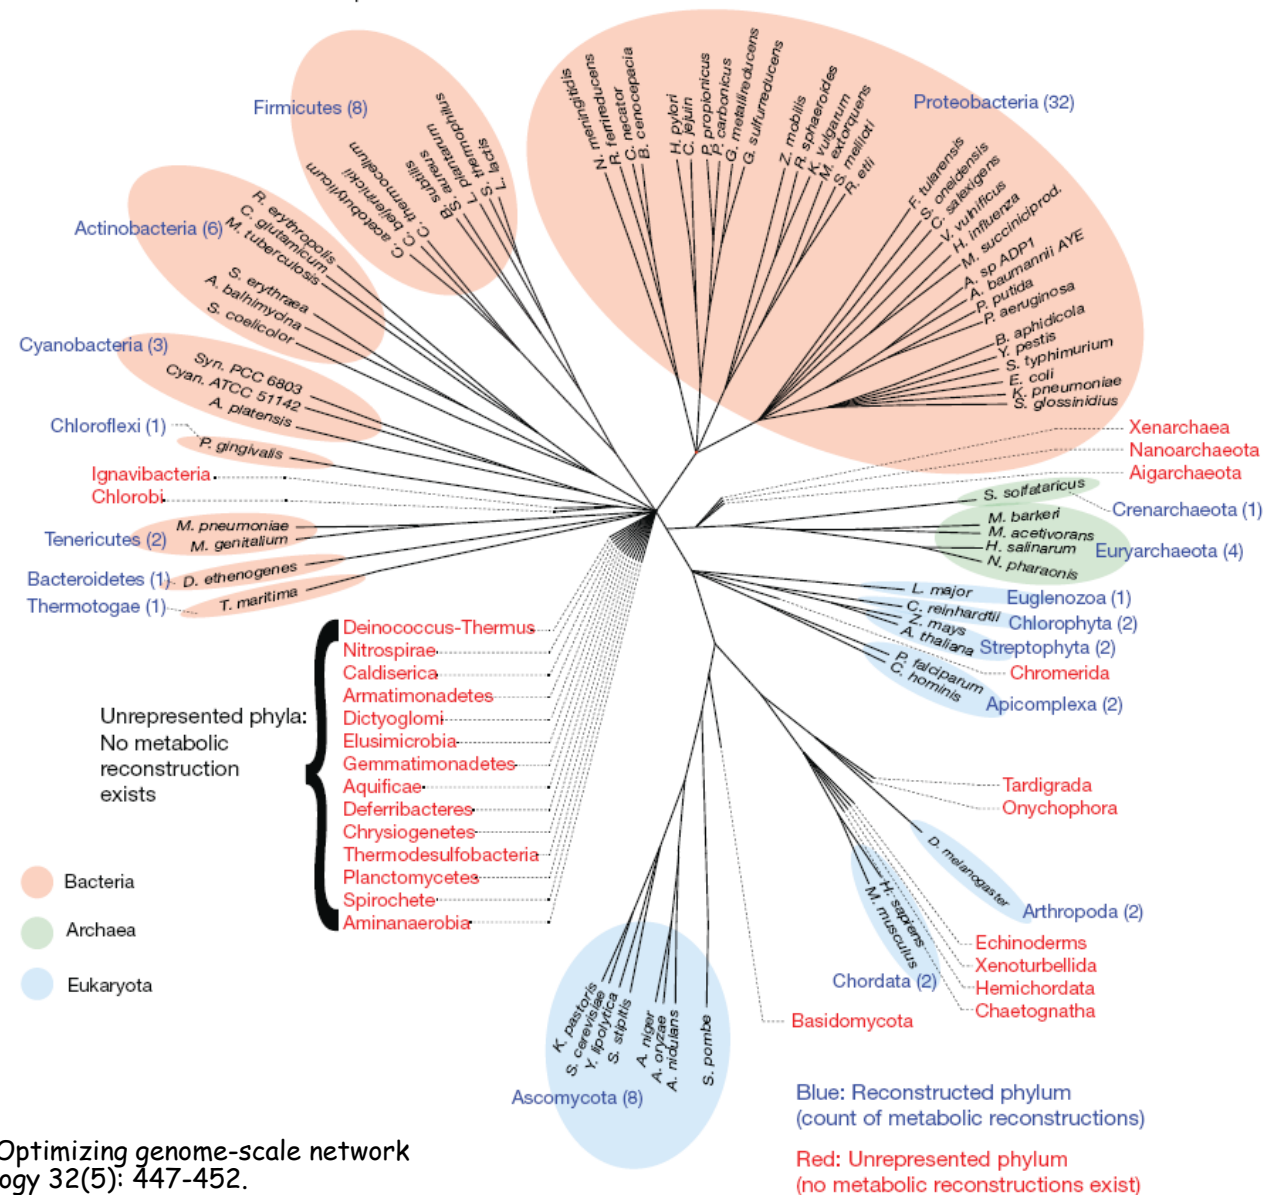 Firmicutes (8)
C. acetobutylicum
C. beijerinickii
C. thermocellum
B. subtilis
S. aureus
L. plantarum
S. thermophilus
L. lactis
Proteobacteria (32)
N. meningitidis
R. ferrireducens
C. necator
B. cenocepacia
H. pylori
C. jejuin
P. propionicus
P. carbonicus
G. metallireducens
G. sulfurreducens
Z. mobilis
R. sphaeroides
K. vulgarum
M. extorquens
S. meliloti
R. etli
F. tularensis
S. oneidensis
C. salexigens
V. vulnificus
H. influenza
M. succiniciprod.
A. sp ADP1
A. baumannii AYE
P. putida
P. aeruginosa
B. aphidicola
Y. pestis
S. typhimurium
E. coli
K. pneumoniae
S. glossinidius
Actinobacteria (6)
R. erythropolis
C. glutamicum
M. tuberculosis
S. erythraea
A. balhimycina
S. coelicolor
Cyanobacteria (3)
Syn. PCC 6803
Cyan. ATCC 51142
A. platensis
Chloroflexi (1)
P. gingivalis
Ignavibacteria
Chlorobi
Tenericutes (2)
M. pneumoniae
M. genitalium
Bacteroidetes (1)
D. ethenogenes
Thermotogae (1)
T. maritima
Xenarchaea
Nanoarchaeota
Aigarchaeota
S. solfataricus
Crenarchaeota (1)
M. barkeri
M. acetivorans
H. salinarum
N. pharaonis
Euryarchaeota (4)
L. major
Euglenozoa (1)
C. reinhardtii
Chlorophyta (2)
Z. mays
A. thaliana
Streptophyta (2)
Chromerida
P. falciparum
C. hominis
Apicomplexa (2)
Unrepresented phyla:
No metabolic
reconstruction
exists
Deinococcus-Thermus
Nitrospirae
Caldiserica
Armatimonadetes
Dictyoglomi
Elusimicrobia
Gemmatimonadetes
Aquificae
Deferribacteres
Chrysiogenetes
Thermodesulfobacteria
Planctomycetes
Spirochete
Aminanaerobia
Tardigrada
Onychophora
D. melanogaster
Arthropoda (2)
H. sapiens
M. musculus
Chordata (2)
Echinoderms
Xenoturbellida
Hemichordata
Chaetognatha
Basidomycota
K. pastoris
S. cerevisiae
Y. lipolytica
S. stipitis
A. niger
A. oryzae
A. nidulans
S. pombe
Ascomycota (8)
Bacteria
Archaea
Eukaryota
Blue: Reconstructed phylum
(count of metabolic reconstructions)
Red: Unrepresented phylum
(no metabolic reconstructions exist)
Optimizing genome-scale network
ogy 32(5): 447-452.